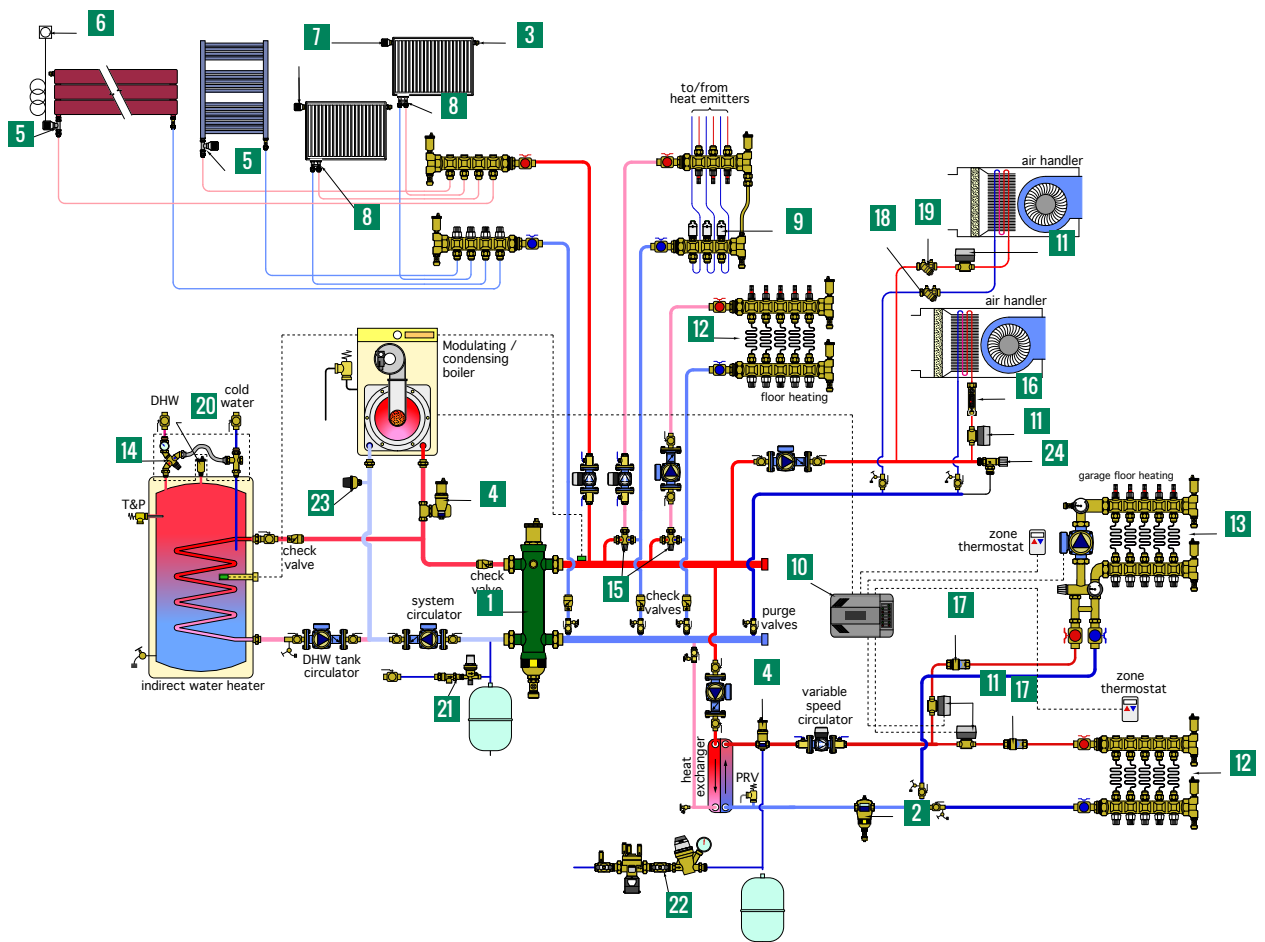 6
7
3
5
8
5
8
to/from
heat emitters
9
air handler
18
19
11
air handler
16
11
24
12
floor heating
Modulating /
condensing
boiler
DHW
20
cold
water
14
T&P
23
4
check
valve
check
valve
1
15
check
valves
purge
valves
system
circulator
DHW tank
circulator
indirect water heater
21
10
zone
thermostat
garage floor heating
13
17
11
17
zone
thermostat
4
variable
speed
circulator
heat
exchanger
PRV
2
12
22